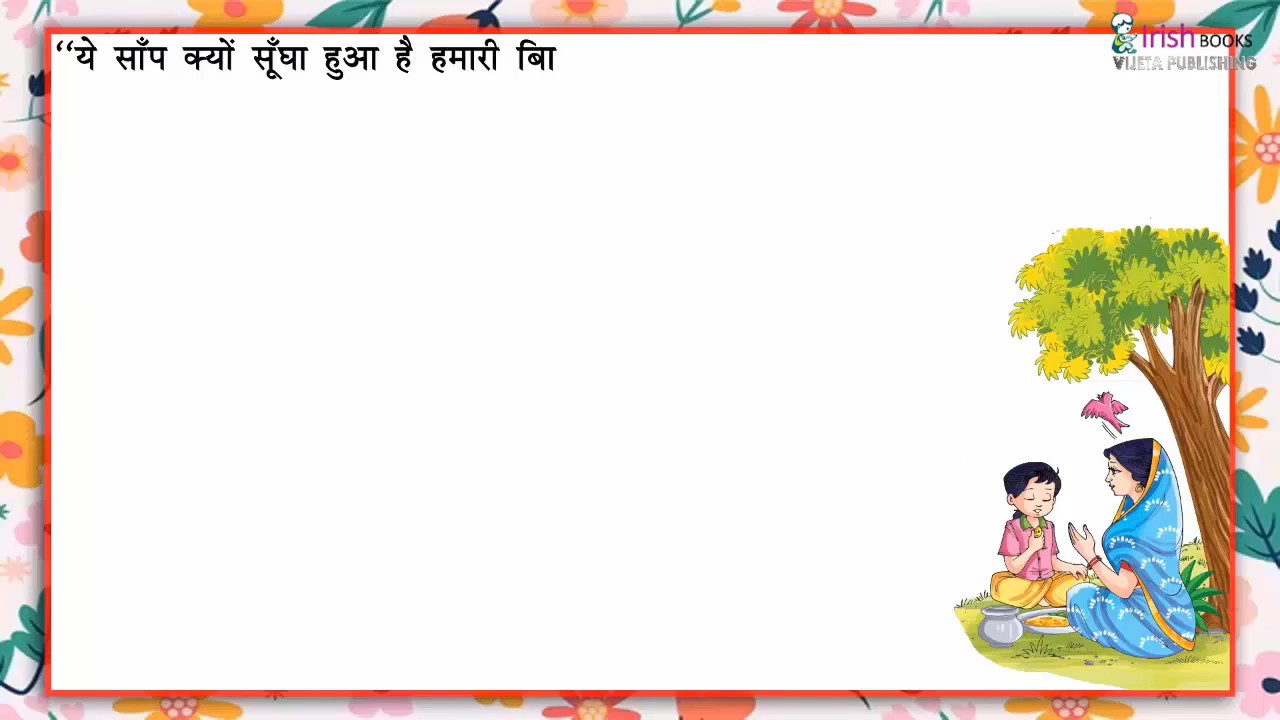 “ये साँप क्यों सूँघा हुआ है हमारी बिा
Irish BOOKS
VIJETA PUBLISHING